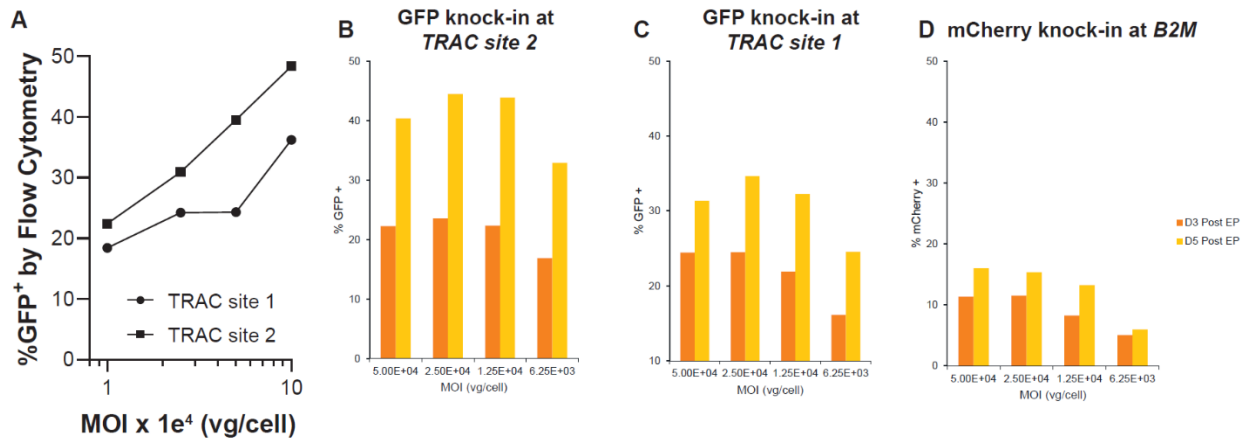 A
%GFP+ by Flow Cytometry
50
40
30
20
10
0
TRAC site 1
TRAC site 2
1
10
MOI x 1e⁴ (vg/cell)
B
GFP knock-in at
TRAC site 2
% GFP +
50
40
30
20
10
0
5.00E+04 2.50E+04 1.25E+04 6.25E+03
MOI (vg/cell)
C
GFP knock-in at
TRAC site 1
% GFP +
50
40
30
20
10
5.00E+04 2.50E+04 1.25E+04 6.25E+03
MOI (vg/cell)
D mCherry knock-in at B2M
% mCherry +
50
40
30
20
10
0
5.00E+04 2.50E+04 1.25E+04 6.25E+03
MOI (vg/cell)
D3 Post EP
D5 Post EP